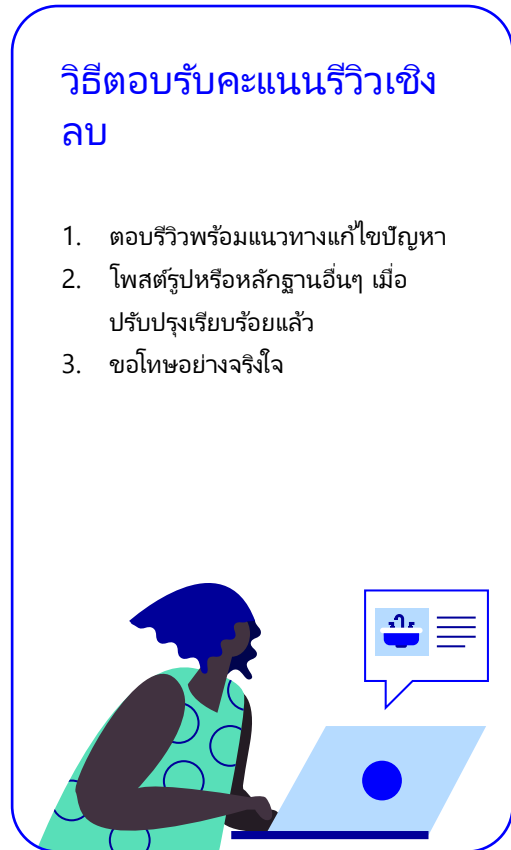 วิธีตอบรับคะแนนรีวิวเชิง
ลบ
1. ตอบรีวิวพร้อมแนวทางแก้ไขปัญหา
2. โพสต์รูปหรือหลักฐานอื่นๆ เมื่อ
ปรับปรุงเรียบร้อยแล้ว
3. ขอโทษอย่างจริงใจ